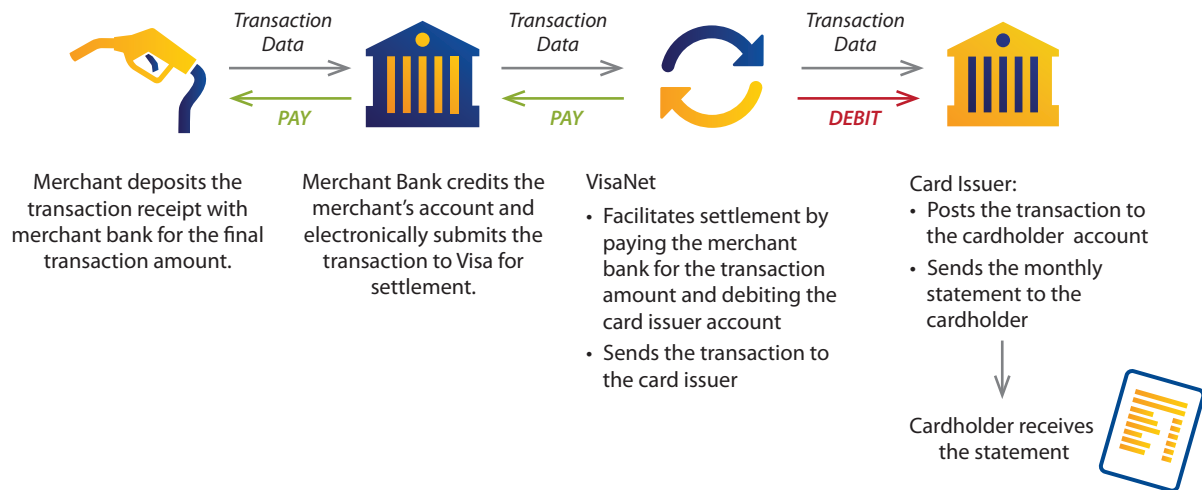 Transaction
Data
Transaction
Data
Transaction
Data
PAY
PAY
DEBIT
Merchant deposits the
transaction receipt with
merchant bank for the final
transaction amount.
Merchant Bank credits the
merchant's account and
electronically submits the
transaction to Visa for
settlement.
VisaNet
• Facilitates settlement by
paying the merchant
bank for the transaction
amount and debiting the
card issuer account
• Sends the transaction to
the card issuer
Card Issuer:
• Posts the transaction to
the cardholder account
• Sends the monthly
statement to the
cardholder
Cardholder receives
the statement